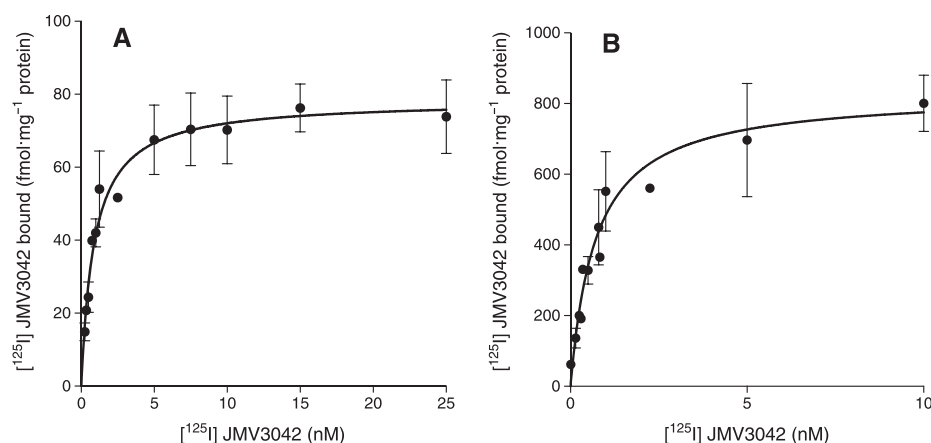 A
[¹²⁵I] JMV3042 bound (fmol·mg⁻¹ protein)
100
80
60
40
20
0
0 5 10 15 20 25
[¹²⁵I] JMV3042 (nM)
B
[¹²⁵I] JMV3042 bound (fmol·mg⁻¹ protein)
1000
800
600
400
200
0
0 5 10
[¹²⁵I] JMV3042 (nM)